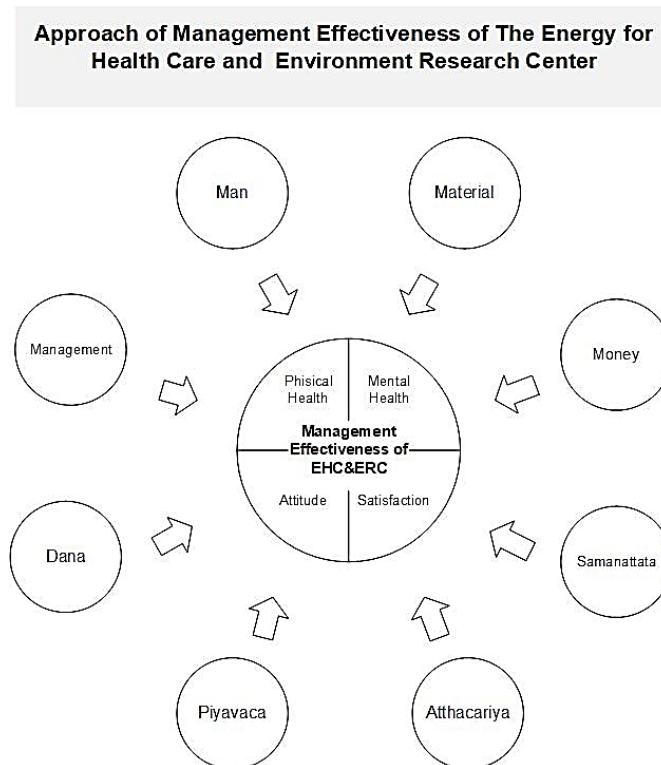 Approach of Management Effectiveness of The Energy for
Health Care and Environment Research Center
Man
Material
Management
Money
Phisical
Health
Mental
Health
Management
Effectiveness of
EHC&ERC
Attitude
Satisfaction
Dana
Samanattata
Piyavaca
Atthacariya